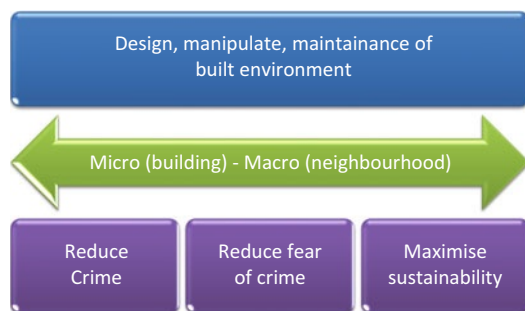 Design, manipulate, maintainance of
built environment
Micro (building) - Macro (neighbourhood)
Reduce
Crime
Reduce fear
of crime
Maximise
sustainability